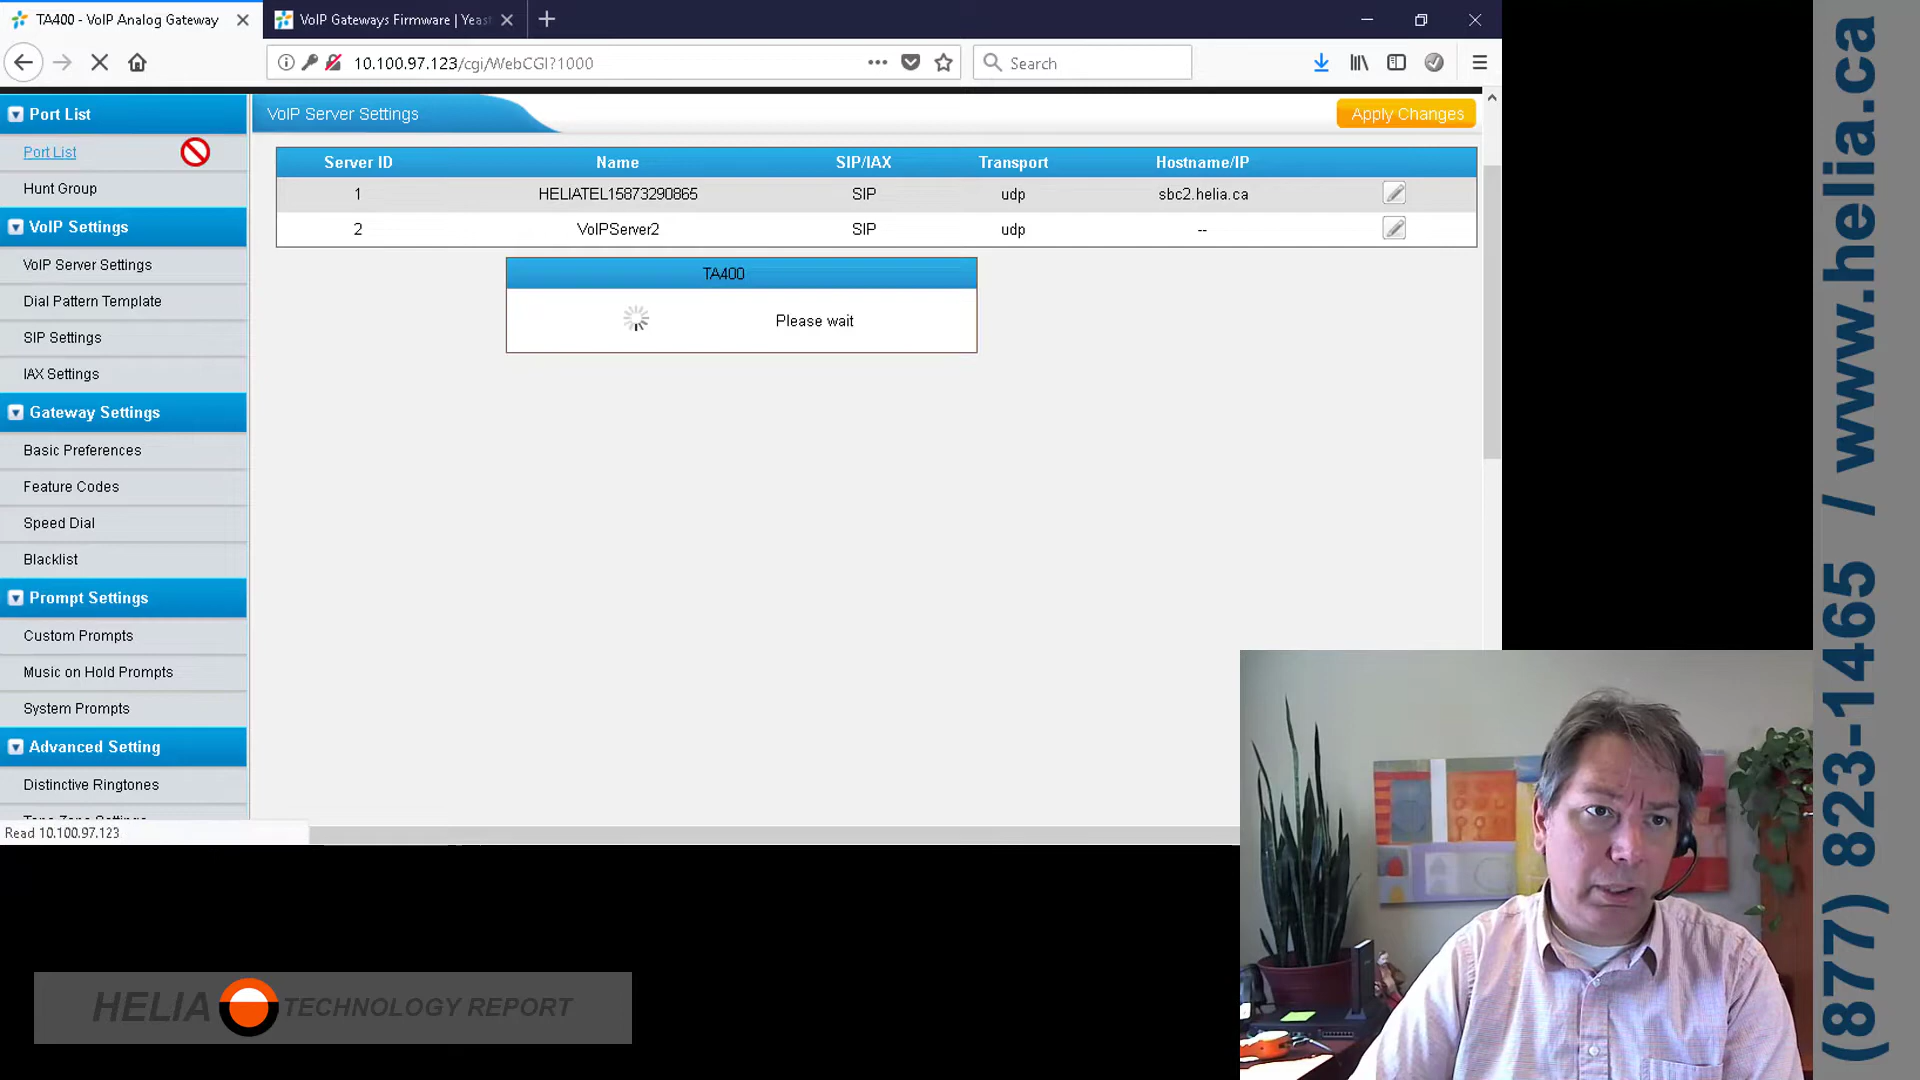 TA400 - VoIP Analog Gateway
VoIP Gateways Firmware | Yeast
10.100.97.123/cgi/WebCGI?1000
Search
Port List
Port List
Hunt Group
VoIP Settings
VoIP Server Settings
Dial Pattern Template
SIP Settings
IAX Settings
Gateway Settings
Basic Preferences
Feature Codes
Speed Dial
Blacklist
Prompt Settings
Custom Prompts
Music on Hold Prompts
System Prompts
Advanced Setting
Distinctive Ringtones
Tone Zone Settings
Read 10.100.97.123
VoIP Server Settings
Apply Changes
Server ID Name SIP/IAX Transport Hostname/IP
1 HELIATEL15873290865 SIP udp sbc2.helia.ca
2 VoIPServer2 SIP udp --
TA400
Please wait
HELIA TECHNOLOGY REPORT
(877) 823-1465 / www.helia.ca